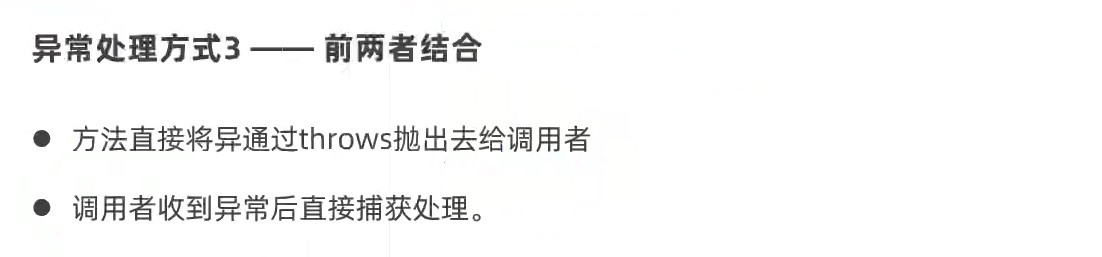 异常处理方式3 —— 前两者结合
● 方法直接将异通过throws抛出去给调用者
● 调用者收到异常后直接捕获处理。